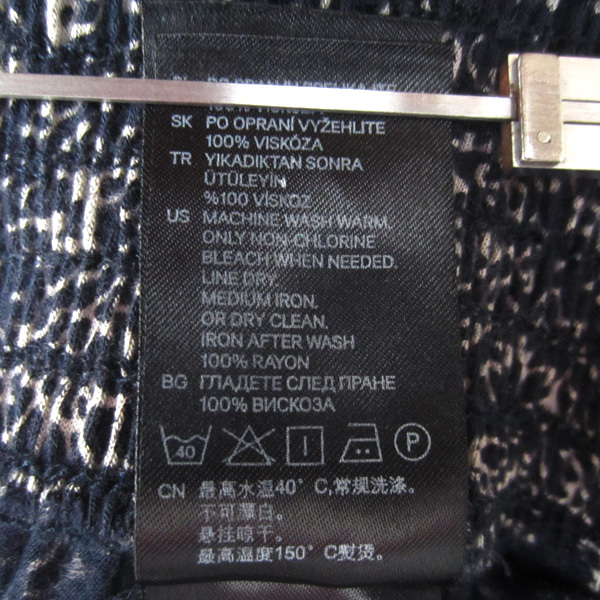 SK PO OPRANÍ VYŽEHLITE
100% VISKÓZA
TR YIKADIKTAN SONRA
ÜTÜLEYİN
%100 VİSKOZ
US MACHINE WASH WARM.
ONLY NON-CHLORINE
BLEACH WHEN NEEDED.
LINE DRY.
MEDIUM IRON.
OR DRY CLEAN.
IRON AFTER WASH
100% RAYON
BG ГЛАДЕТЕ СЛЕД ПРАНЕ
100% ВИСКОЗА
40 P
CN 最高水温40°C,常规洗涤。
不可漂白。
悬挂晾干。
最高温度150°C熨烫。